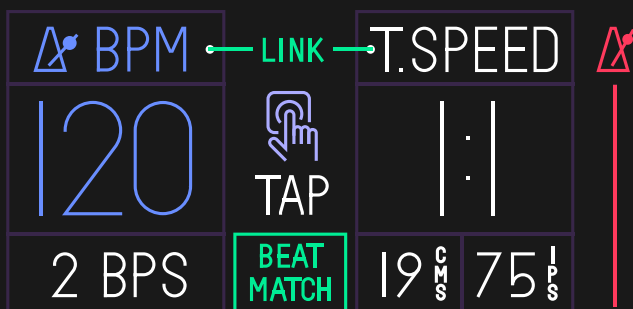 BPM
LINK
T.SPEED
120
TAP
1:1
2 BPS
BEAT
MATCH
19 CMS
75 IPS